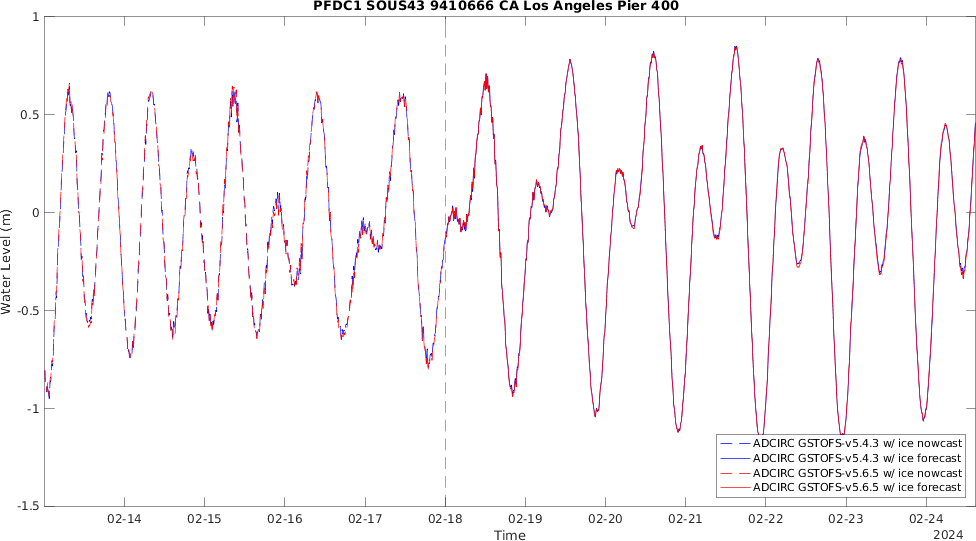 PFDC1 SOUS43 9410666 CA Los Angeles Pier 400
Water Level (m)
1
0.5
0
-0.5
-1
-1.5
02-14 02-15 02-16 02-17 02-18 02-19 02-20 02-21 02-22 02-23 02-24
Time
2024
ADCIRC GSTOFS-v5.4.3 w/ ice nowcast
ADCIRC GSTOFS-v5.4.3 w/ ice forecast
ADCIRC GSTOFS-v5.6.5 w/ ice nowcast
ADCIRC GSTOFS-v5.6.5 w/ ice forecast